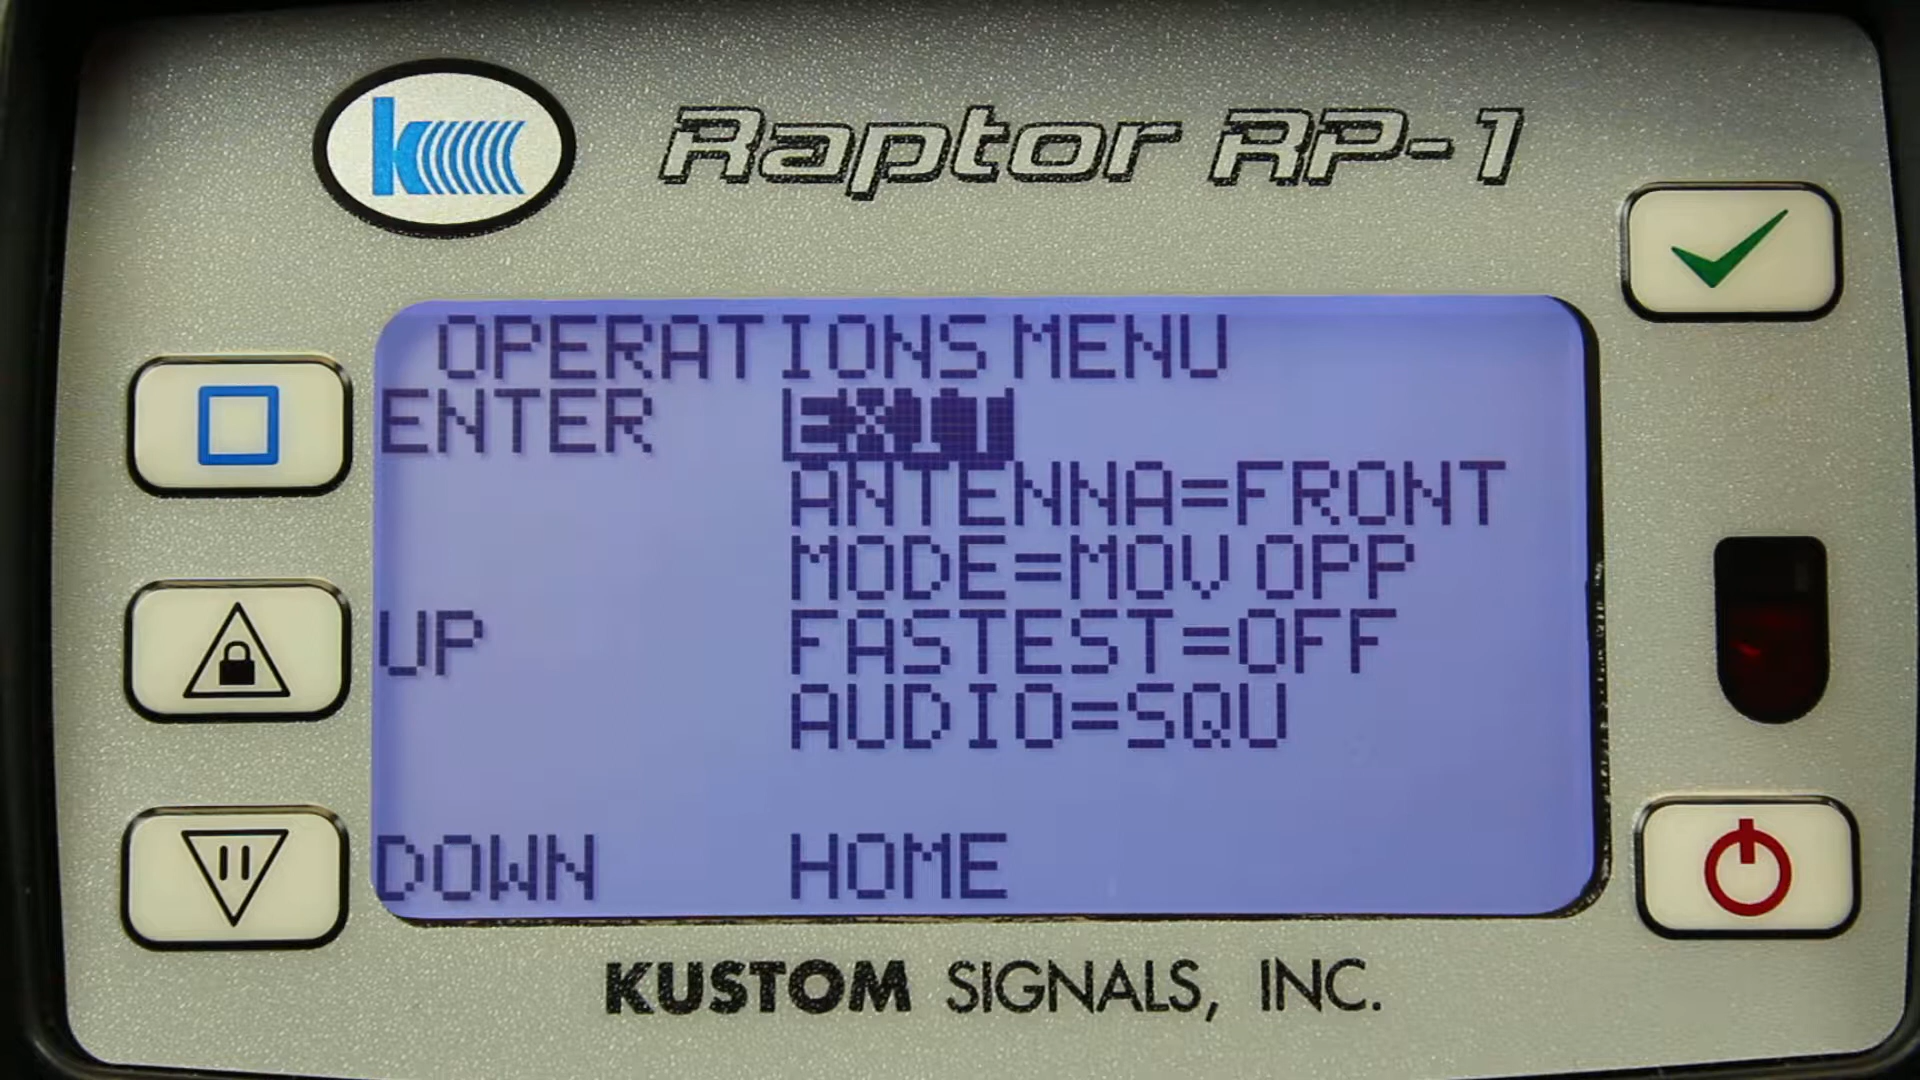 k
Raptor RP-1
OPERATIONS MENU
ENTER EXIT
ANTENNA=FRONT
MODE=MOV OPP
UP FASTEST=OFF
AUDIO=SQU
DOWN HOME
KUSTOM SIGNALS, INC.